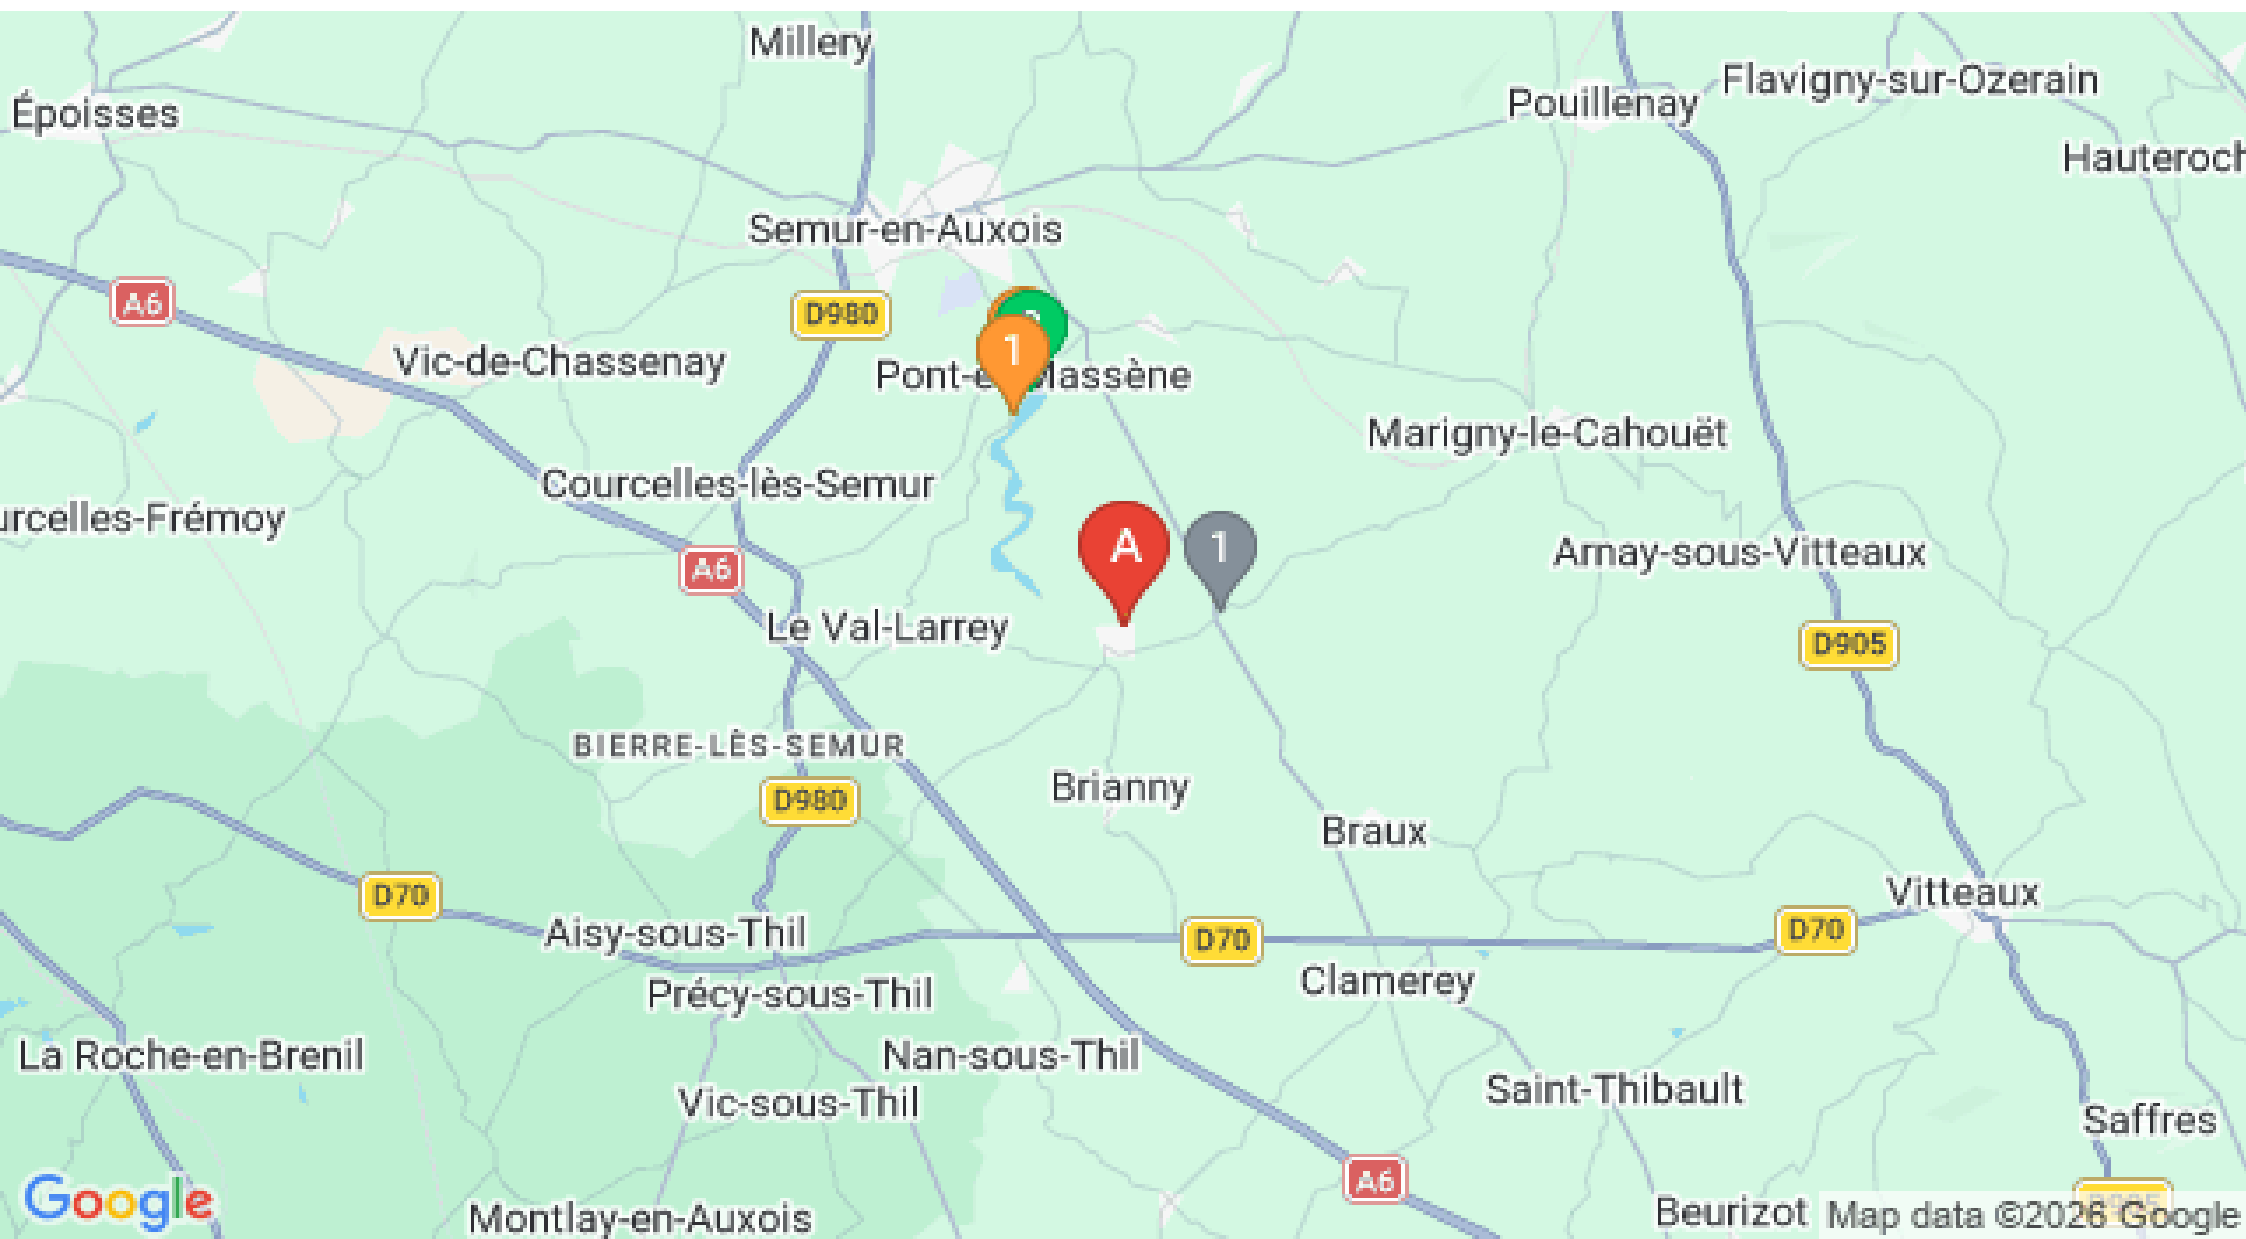 Millery
Flavigny-sur-Ozerain
Époisses
Pouillenay
Hauteroch
Semur-en-Auxois
A6
D980
1
Vic-de-Chassenay
Marigny-le-Cahouët
Courcelles-lès-Semur
urcelles-Frémoy
A
1
Arnay-sous-Vitteaux
A6
Le Val-Larrey
D905
BIERRE-LÈS-SEMUR
Brianny
D980
Braux
D70
Vitteaux
Aisy-sous-Thil
D70
D70
Clamerey
Précy-sous-Thil
La Roche-en-Brenil
Nan-sous-Thil
Vic-sous-Thil
Saint-Thibault
Saffres
A6
Google
Montlay-en-Auxois
Beurizot
Map data ©2026 Google